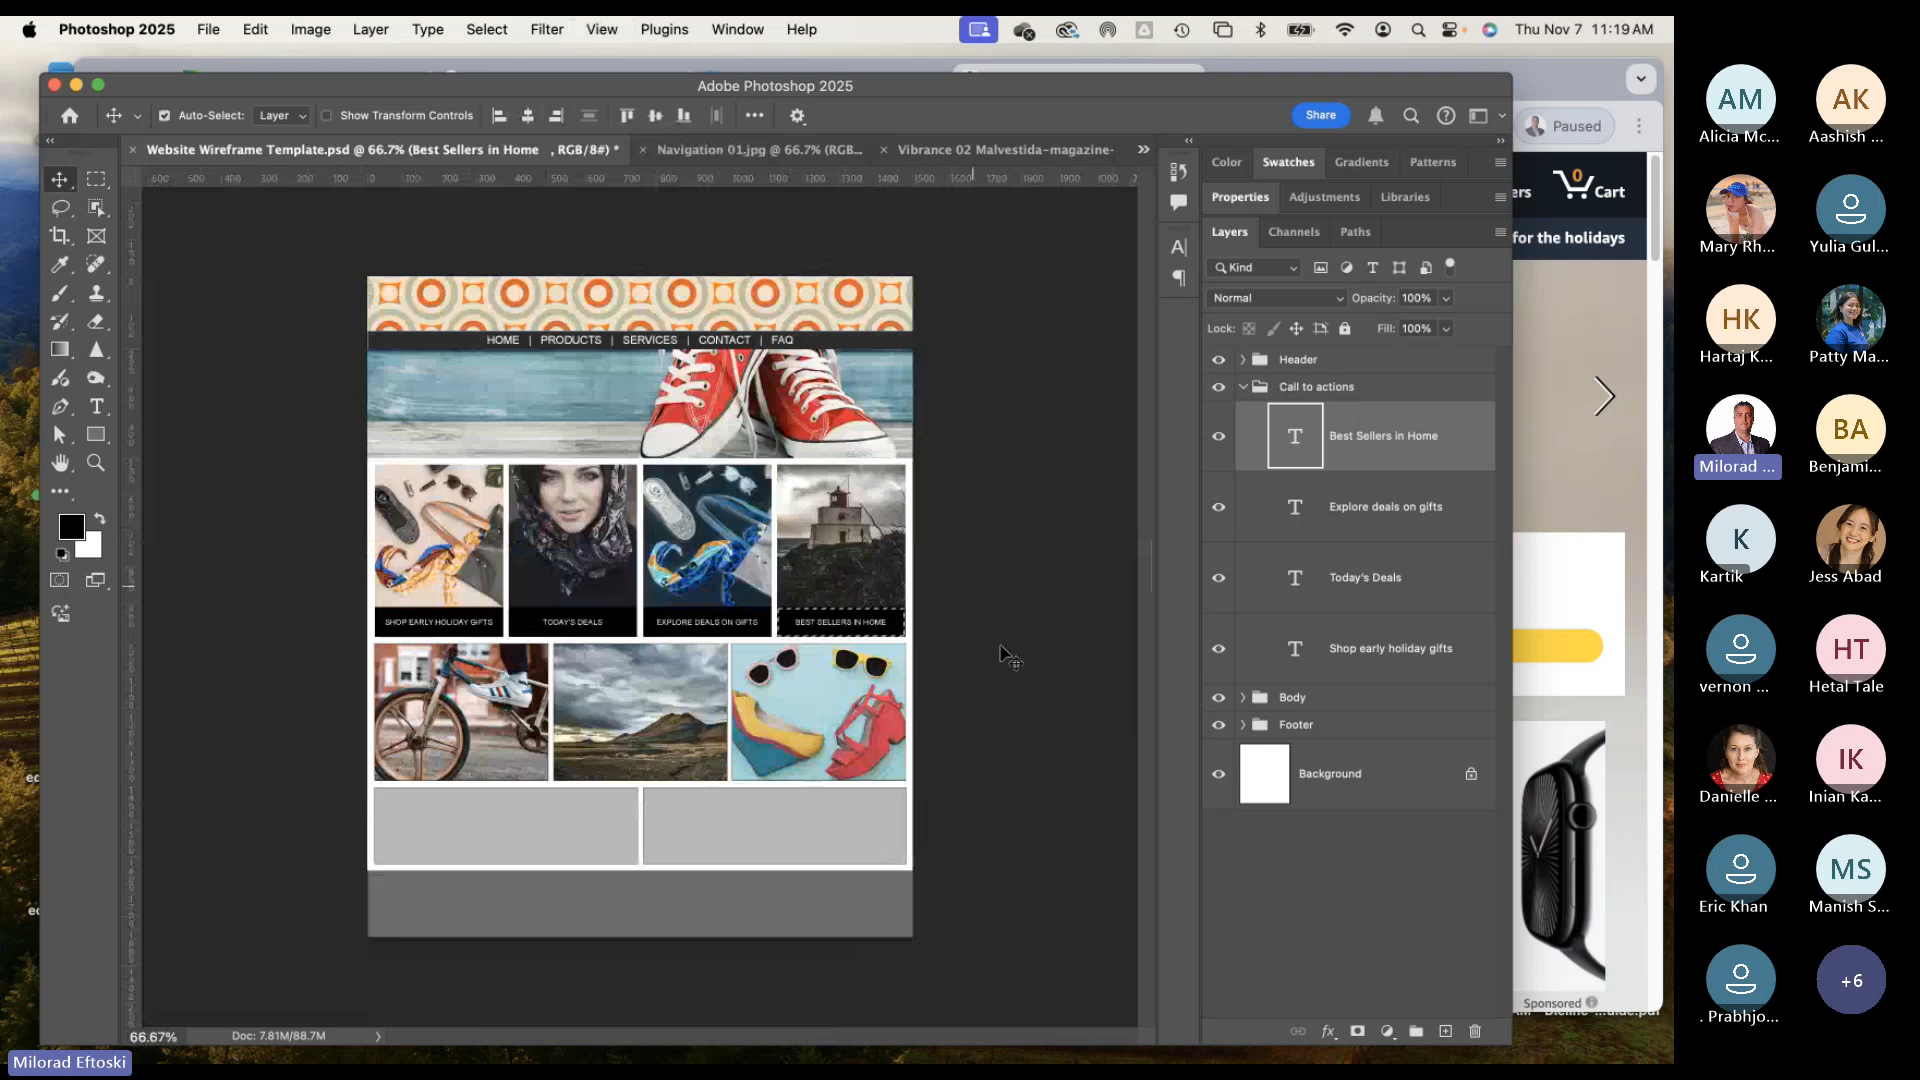 Photoshop 2025 File Edit Image Layer Type Select Filter View Plugins Window Help Thu Nov 7 11:19 AM
Adobe Photoshop 2025
Auto-Select: Layer Show Transform Controls Share
Website Wireframe Template.psd @ 66.7% (Best Sellers in Home , RGB/8#) * Navigation 01.jpg @ 66.7% (RGB... Vibrance 02 Malvestida-magazine-
Color Swatches Gradients Patterns
Properties Adjustments Libraries
Layers Channels Paths
Kind
Normal Opacity: 100%
Lock: Fill: 100%
Header
Call to actions
Best Sellers in Home
Explore deals on gifts
Today's Deals
Shop early holiday gifts
Body
Footer
Background
HOME | PRODUCTS | SERVICES | CONTACT | FAQ
SHOP EARLY HOLIDAY GIFTS TODAY'S DEALS EXPLORE DEALS ON GIFTS BEST SELLERS IN HOME
66.67% Doc: 7.81M/88.7M
Paused
ers 0 Cart
for the holidays
Sponsored
AM AK
Alicia Mc... Aashish ...
Mary Rh... Yulia Gul...
HK
Hartaj K... Patty Ma...
BA
Milorad ... Benjami...
K
Kartik Jess Abad
HT
vernon ... Hetal Tale
IK
Danielle ... Inian Ka...
MS
Eric Khan Manish S...
+6
. Prabhjo...
Milorad Eftoski